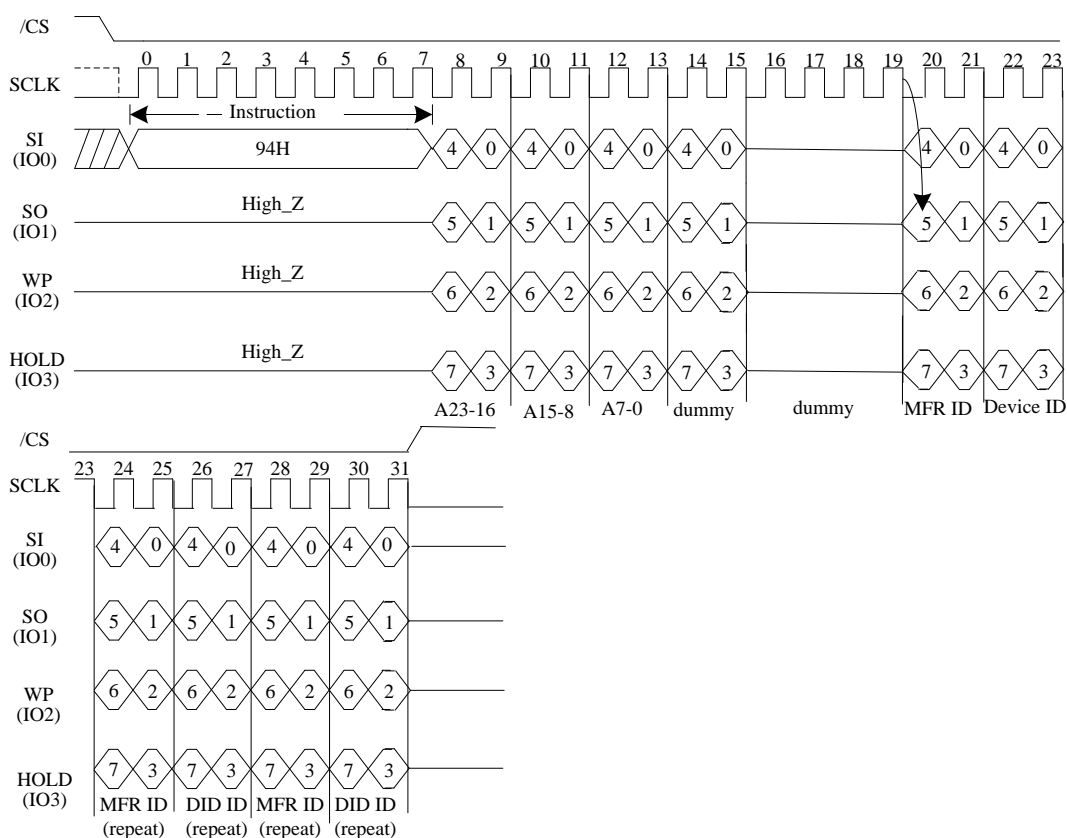 /CS
0 1 2 3 4 5 6 7 8 9 10 11 12 13 14 15 16 17 18 19 20 21 22 23
SCLK
Instruction
SI
(IO0)
94H
4 0 4 0 4 0 4 0 4 0 4 0
SO
(IO1)
High_Z
5 1 5 1 5 1 5 1 5 1 5 1
WP
(IO2)
High_Z
6 2 6 2 6 2 6 2 6 2 6 2
HOLD
(IO3)
High_Z
7 3 7 3 7 3 7 3 7 3 7 3
A23-16 A15-8 A7-0 dummy dummy MFR ID Device ID
/CS
23 24 25 26 27 28 29 30 31
SCLK
SI
(IO0)
4 0 4 0 4 0 4 0
SO
(IO1)
5 1 5 1 5 1 5 1
WP
(IO2)
6 2 6 2 6 2 6 2
HOLD
(IO3)
7 3 7 3 7 3 7 3
MFR ID DID ID MFR ID DID ID
(repeat) (repeat) (repeat) (repeat)